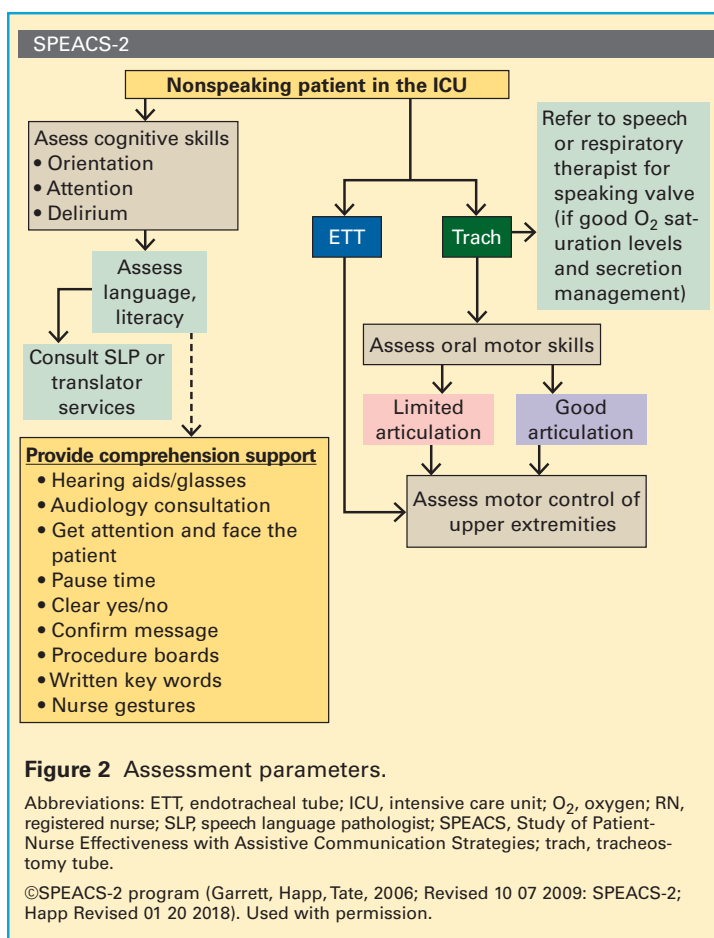 SPEACS-2
Nonspeaking patient in the ICU
Asess cognitive skills
• Orientation
• Attention
• Delirium
Assess
language,
literacy
Consult SLP or
translator
services
Provide comprehension support
• Hearing aids/glasses
• Audiology consultation
• Get attention and face the
patient
• Pause time
• Clear yes/no
• Confirm message
• Procedure boards
• Written key words
• Nurse gestures
ETT
Trach
Refer to speech
or respiratory
therapist for
speaking valve
(if good O₂ sat-
uration levels
and secretion
management)
Assess oral motor skills
Limited
articulation
Good
articulation
Assess motor control of
upper extremities
Figure 2 Assessment parameters.
Abbreviations: ETT, endotracheal tube; ICU, intensive care unit; O₂, oxygen; RN,
registered nurse; SLP, speech language pathologist; SPEACS, Study of Patient-
Nurse Effectiveness with Assistive Communication Strategies; trach, tracheos-
tomy tube.
©SPEACS-2 program (Garrett, Happ, Tate, 2006; Revised 10 07 2009: SPEACS-2;
Happ Revised 01 20 2018). Used with permission.